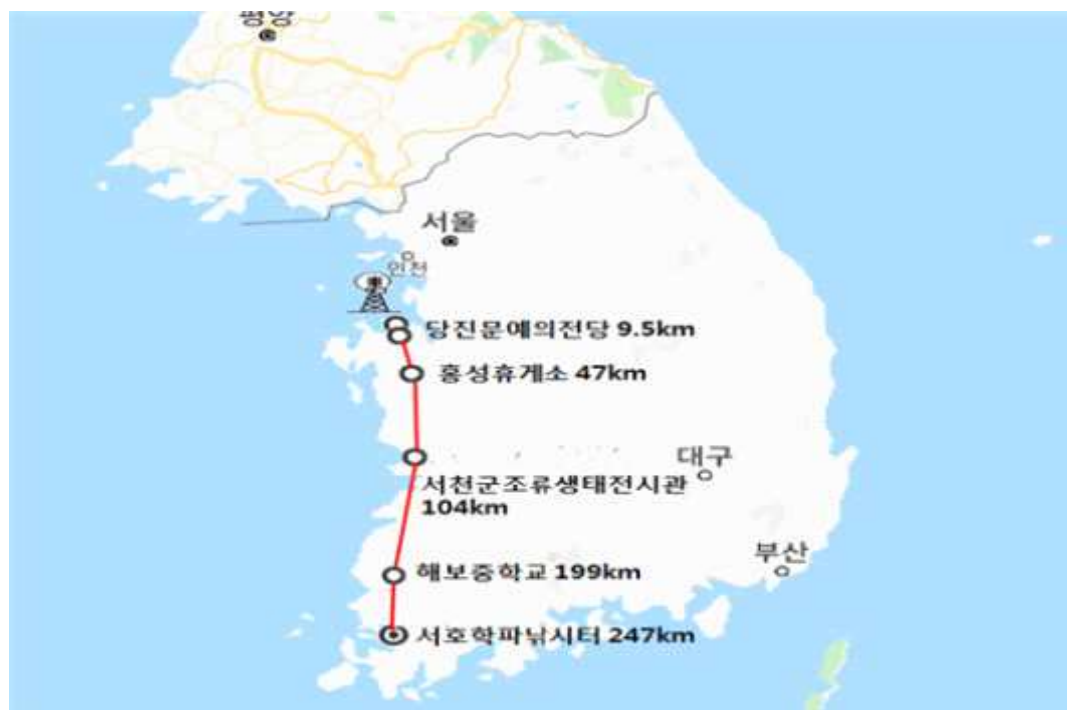 평양
서울
인천
당진문예의전당 9.5km
홍성휴게소 47km
대구
서천군조류생태전시관
104km
부산
해보중학교 199km
서호학파낚시터 247km